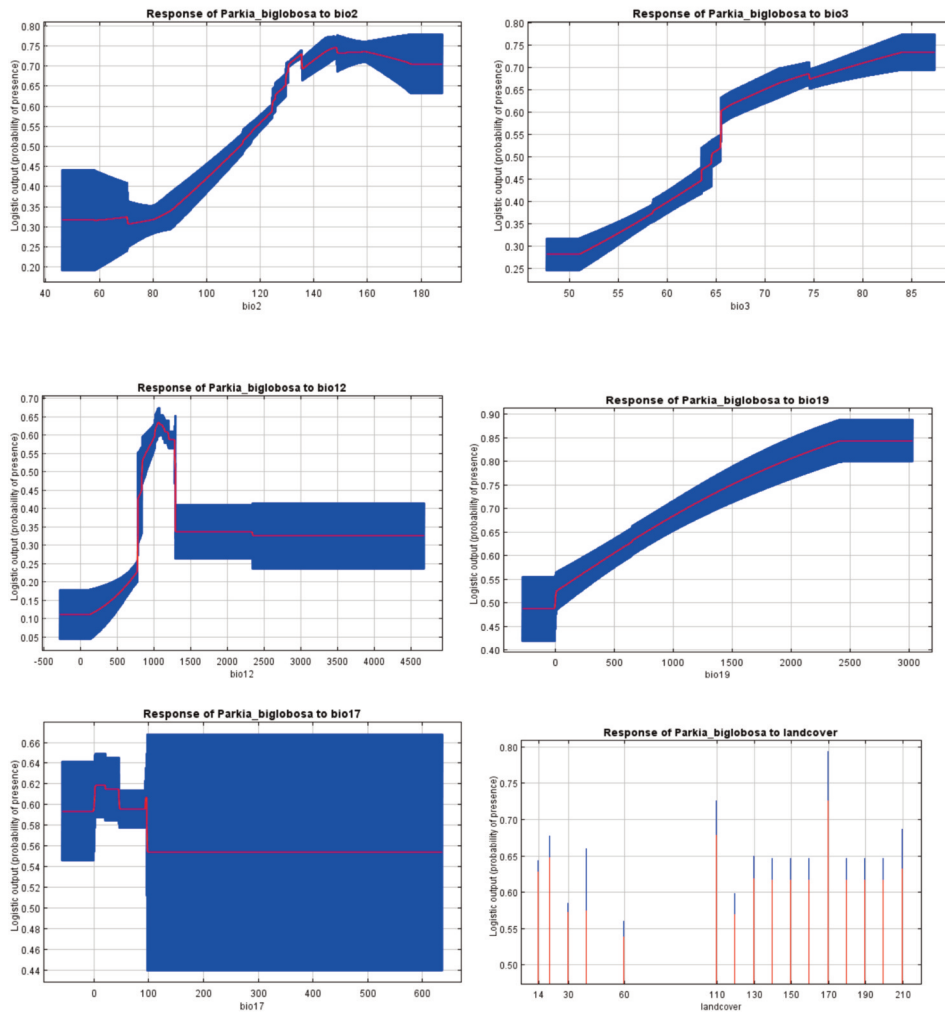 Response of Parkia_biglobosa to bio2
Logistic output (probability of presence)
0.80
0.75
0.70
0.65
0.60
0.55
0.50
0.45
0.40
0.35
0.30
0.25
0.20
40 60 80 100 120 140 160 180
bio2
Response of Parkia_biglobosa to bio3
Logistic output (probability of presence)
0.75
0.70
0.65
0.60
0.55
0.50
0.45
0.40
0.35
0.30
0.25
50 55 60 65 70 75 80 85
bio3
Response of Parkia_biglobosa to bio12
Logistic output (probability of presence)
0.70
0.65
0.60
0.55
0.50
0.45
0.40
0.35
0.30
0.25
0.20
0.15
0.10
0.05
-500 0 500 1000 1500 2000 2500 3000 3500 4000 4500
bio12
Response of Parkia_biglobosa to bio19
Logistic output (probability of presence)
0.90
0.85
0.80
0.75
0.70
0.65
0.60
0.55
0.50
0.45
0.40
0 500 1000 1500 2000 2500 3000
bio19
Response of Parkia_biglobosa to bio17
Logistic output (probability of presence)
0.66
0.64
0.62
0.60
0.58
0.56
0.54
0.52
0.50
0.48
0.46
0.44
0 100 200 300 400 500 600
bio17
Response of Parkia_biglobosa to landcover
Logistic output (probability of presence)
0.80
0.75
0.70
0.65
0.60
0.55
0.50
14 30 60 110 130 150 170 190 210
landcover